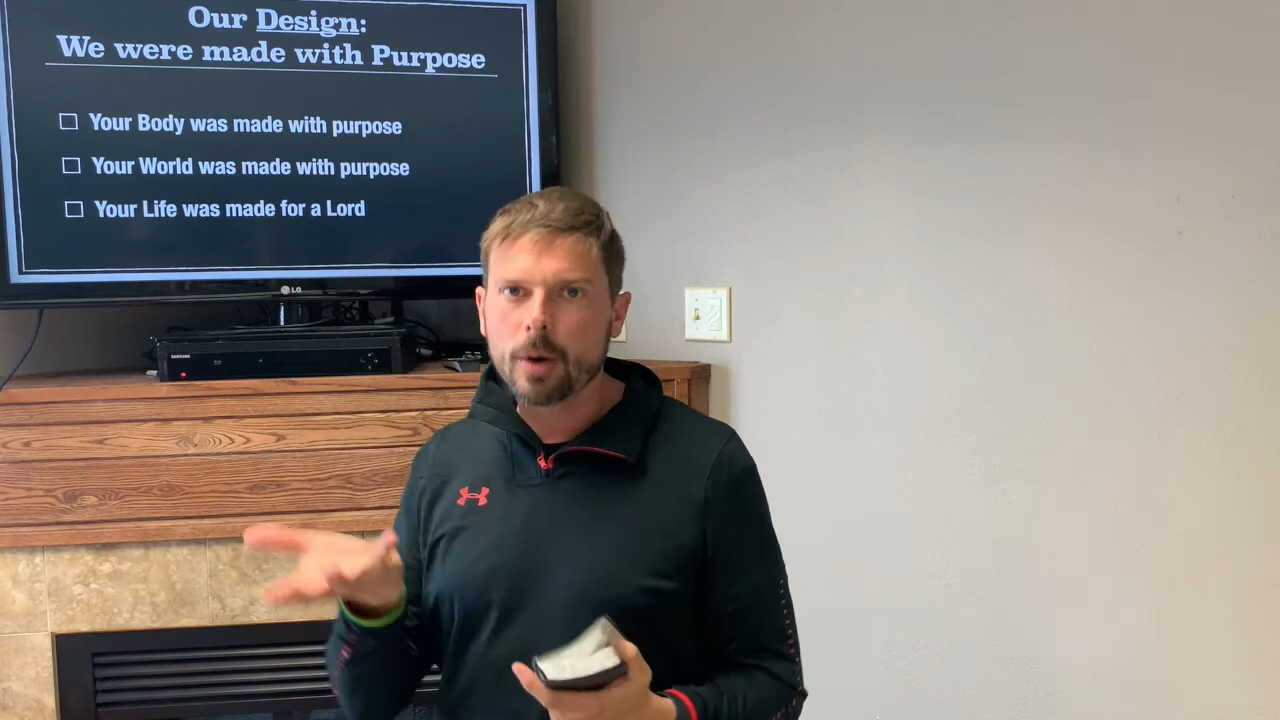 Our Design:
We were made with Purpose
Your Body was made with purpose
Your World was made with purpose
Your Life was made for a Lord
LG
SAMSUNG